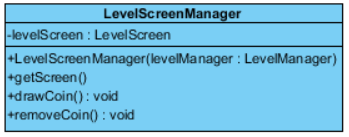 LevelScreenManager
-levelScreen : LevelScreen
+LevelScreenManager(levelManager : LevelManager)
+getScreen()
+drawCoin() : void
+removeCoin() : void